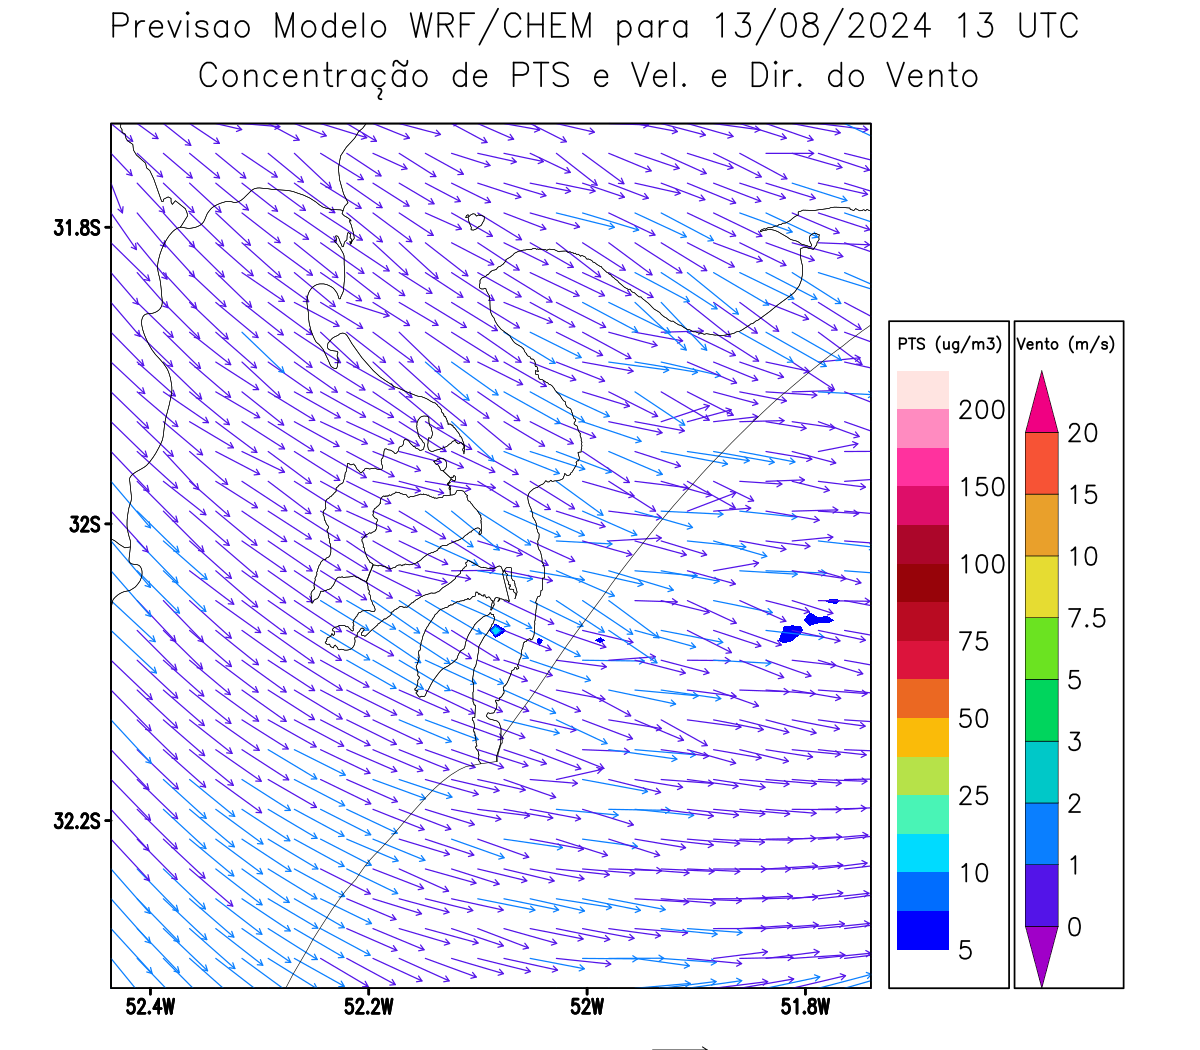 Previsao Modelo WRF/CHEM para 13/08/2024 13 UTC
Concentração de PTS e Vel. e Dir. do Vento
31.8S
32S
32.2S
52.4W
52.2W
52W
51.8W
PTS (ug/m3)
200
150
100
75
50
25
10
5
Vento (m/s)
20
15
10
7.5
5
3
2
1
0